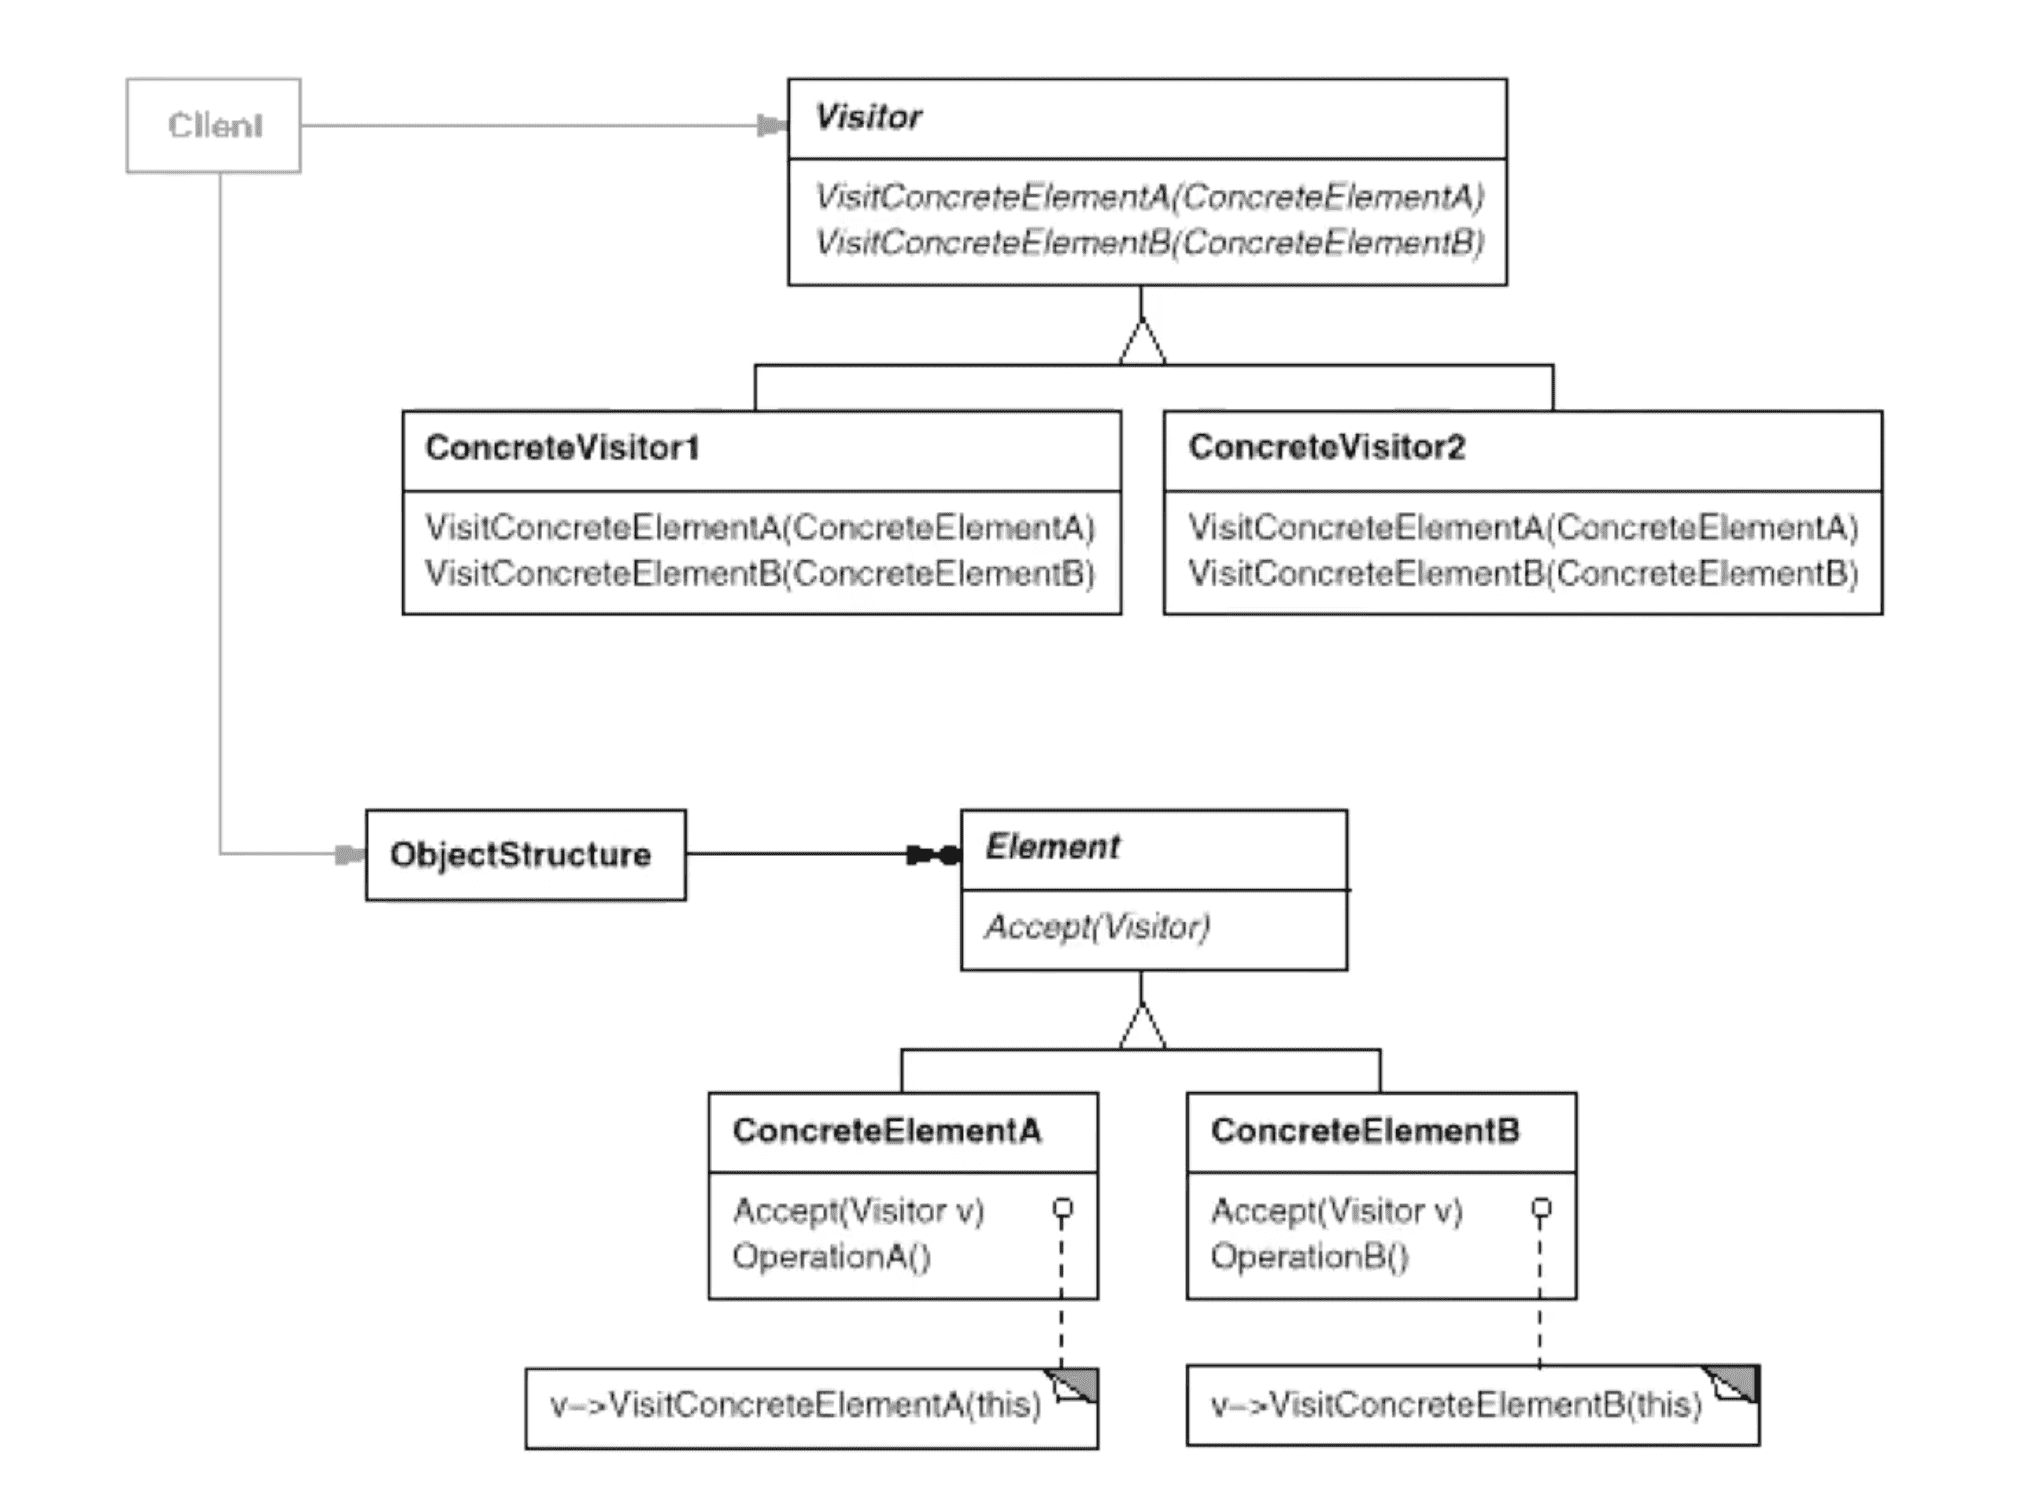 Client
Visitor
VisitConcreteElementA(ConcreteElementA)
VisitConcreteElementB(ConcreteElementB)
ConcreteVisitor1
VisitConcreteElementA(ConcreteElementA)
VisitConcreteElementB(ConcreteElementB)
ConcreteVisitor2
VisitConcreteElementA(ConcreteElementA)
VisitConcreteElementB(ConcreteElementB)
ObjectStructure
Element
Accept(Visitor)
ConcreteElementA
Accept(Visitor v)
OperationA()
ConcreteElementB
Accept(Visitor v)
OperationB()
v–>VisitConcreteElementA(this)
v–>VisitConcreteElementB(this)